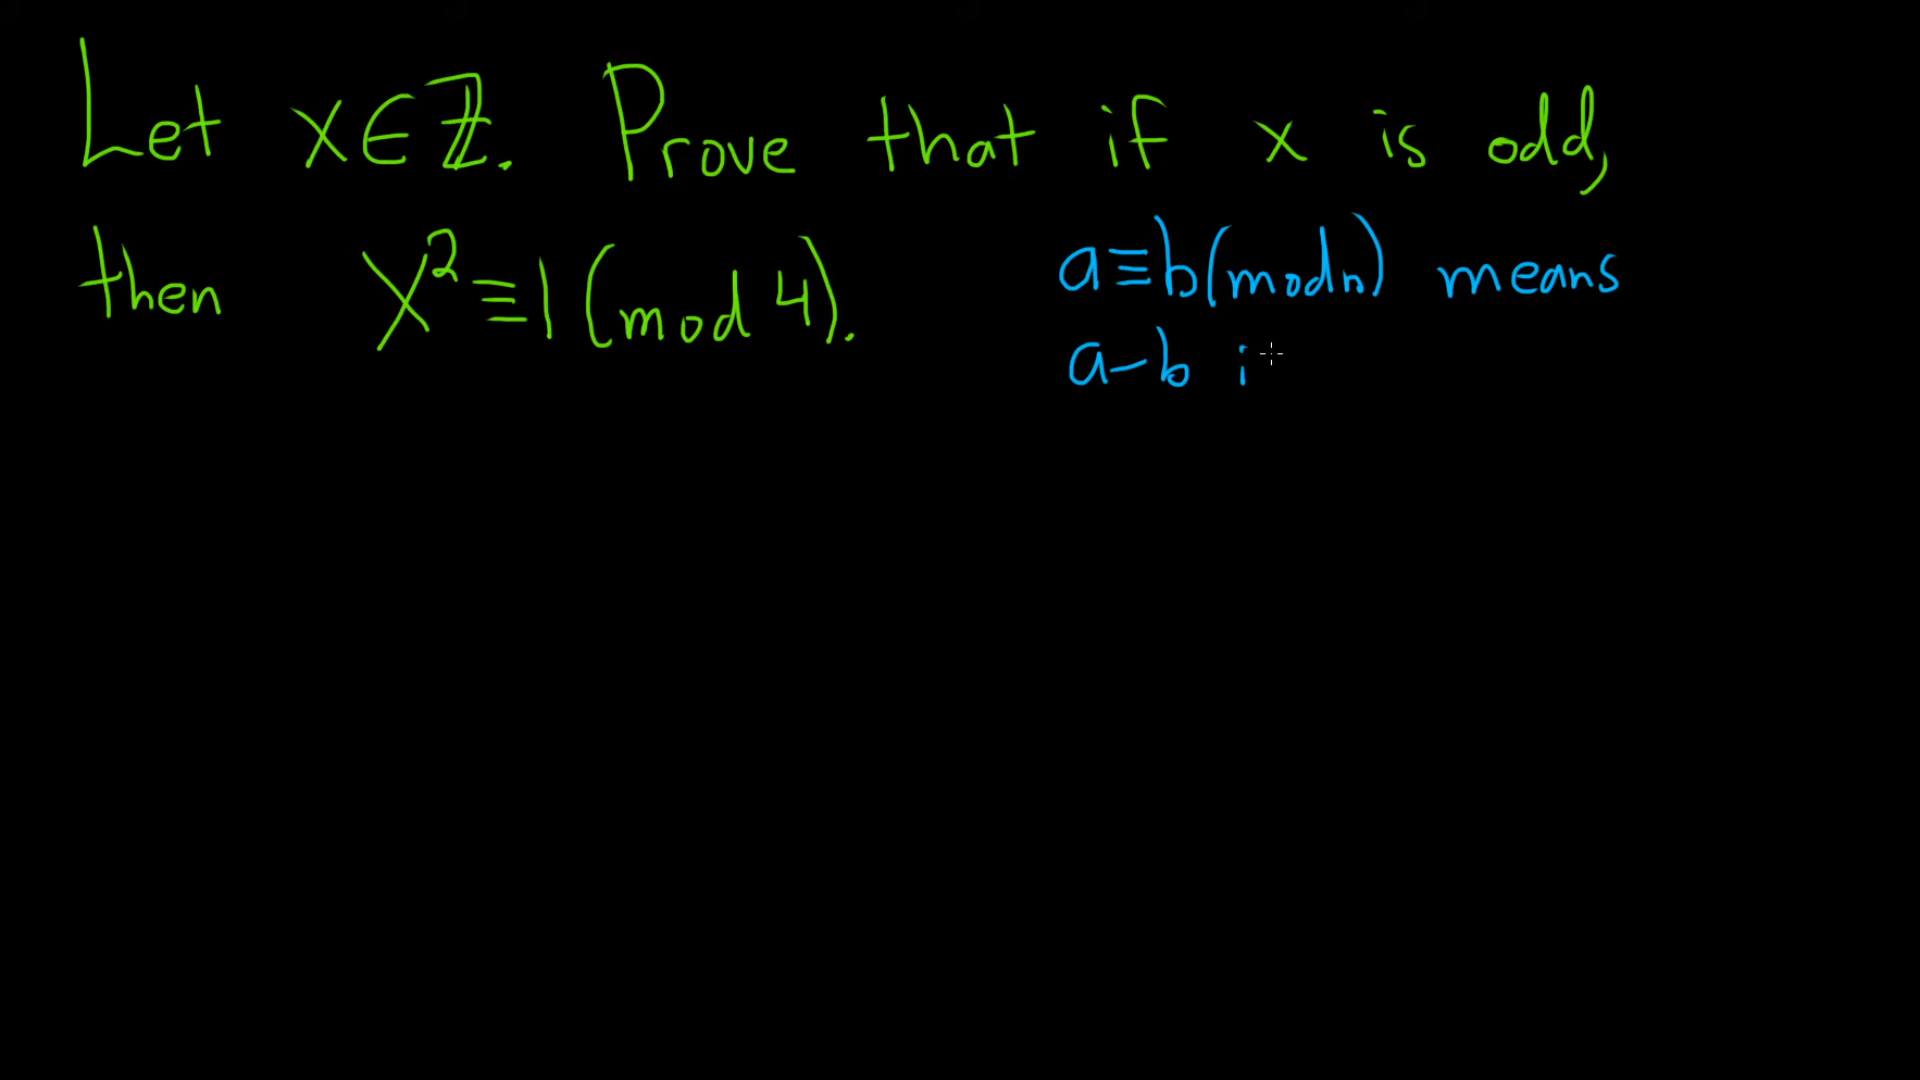 Let x∈ℤ. Prove that if x is odd,
then x²≡1 (mod 4).
a≡b(mod n) means
a-b i